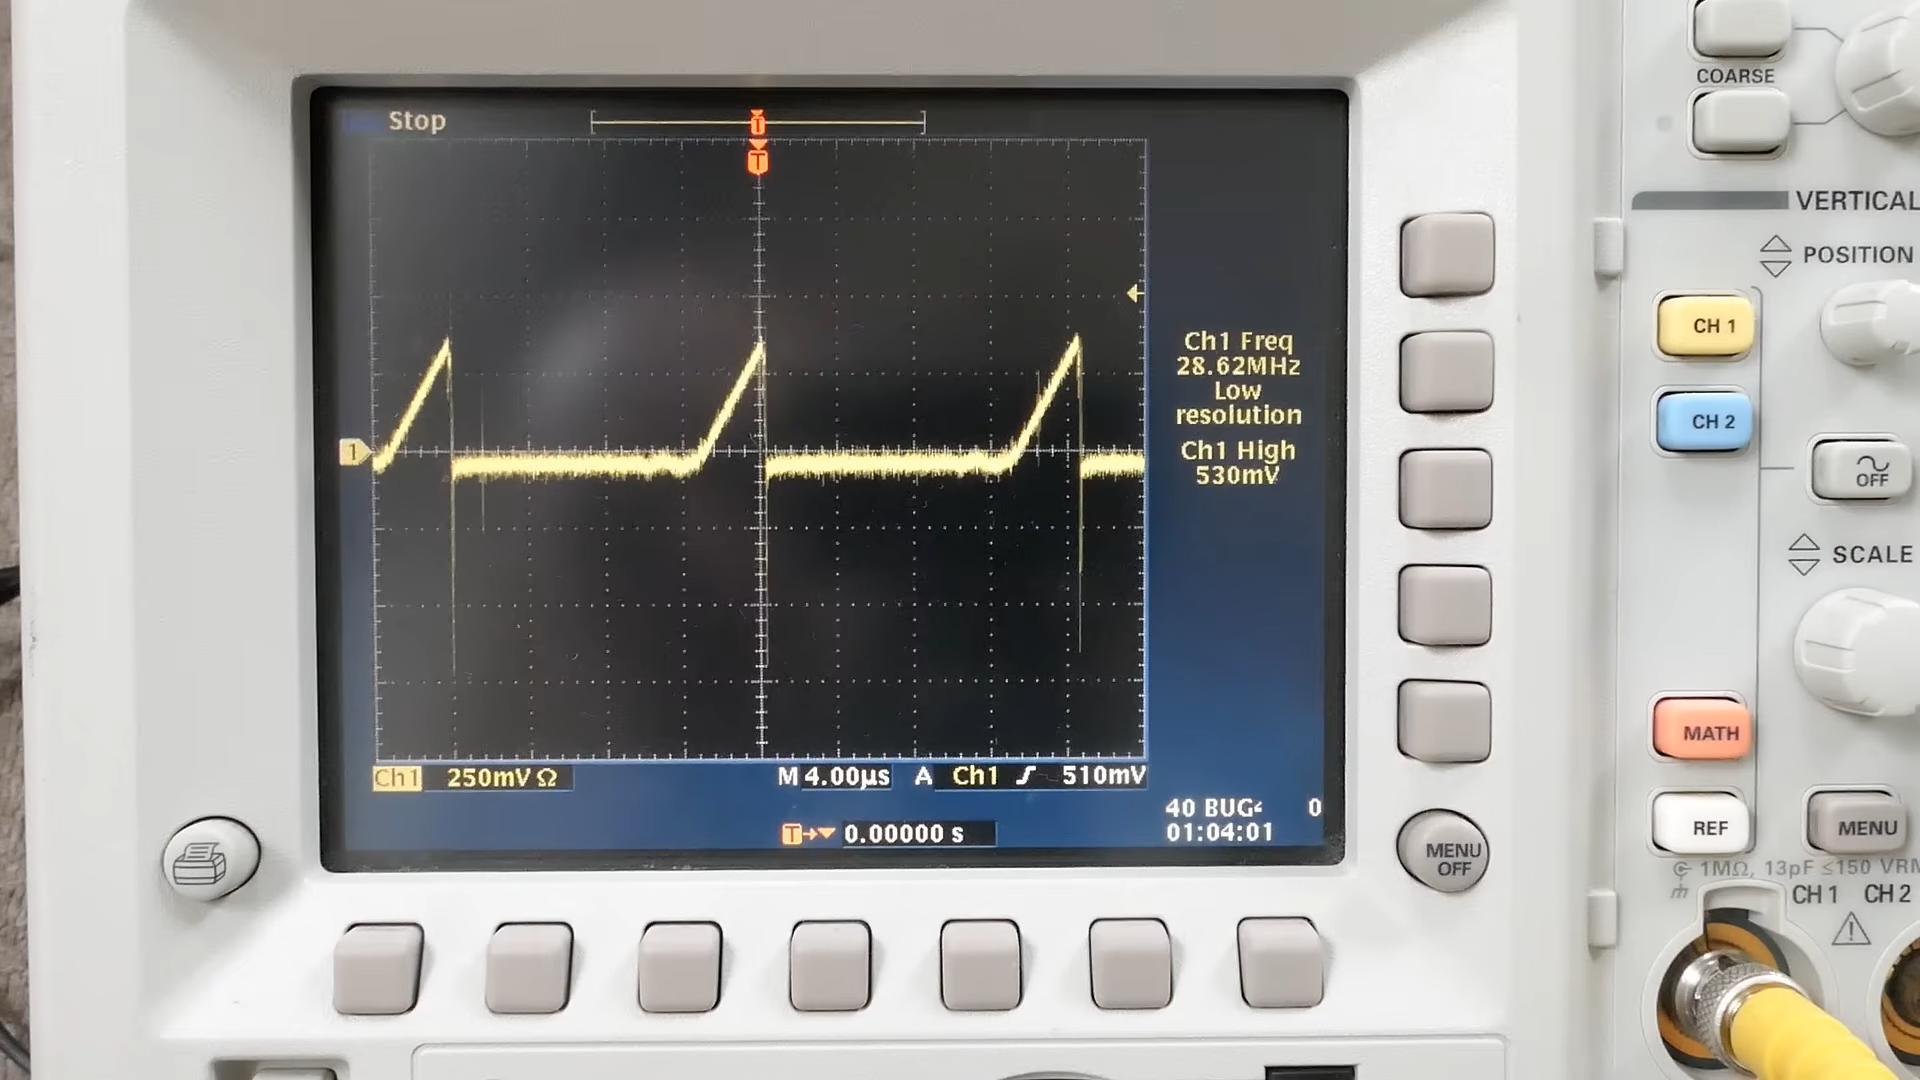 Stop
T
T
Ch1 Freq
28.62MHz
Low
resolution
Ch1 High
530mV
1
Ch1 250mV Ω M 4.00µs A Ch1 510mV
T 0.00000 s
0
01:04:01
COARSE
VERTICAL
POSITION
CH 1
CH 2
OFF
SCALE
MATH
REF
MENU
MENU
OFF
1MΩ, 13pF ≤150 VRM
CH 1 CH 2